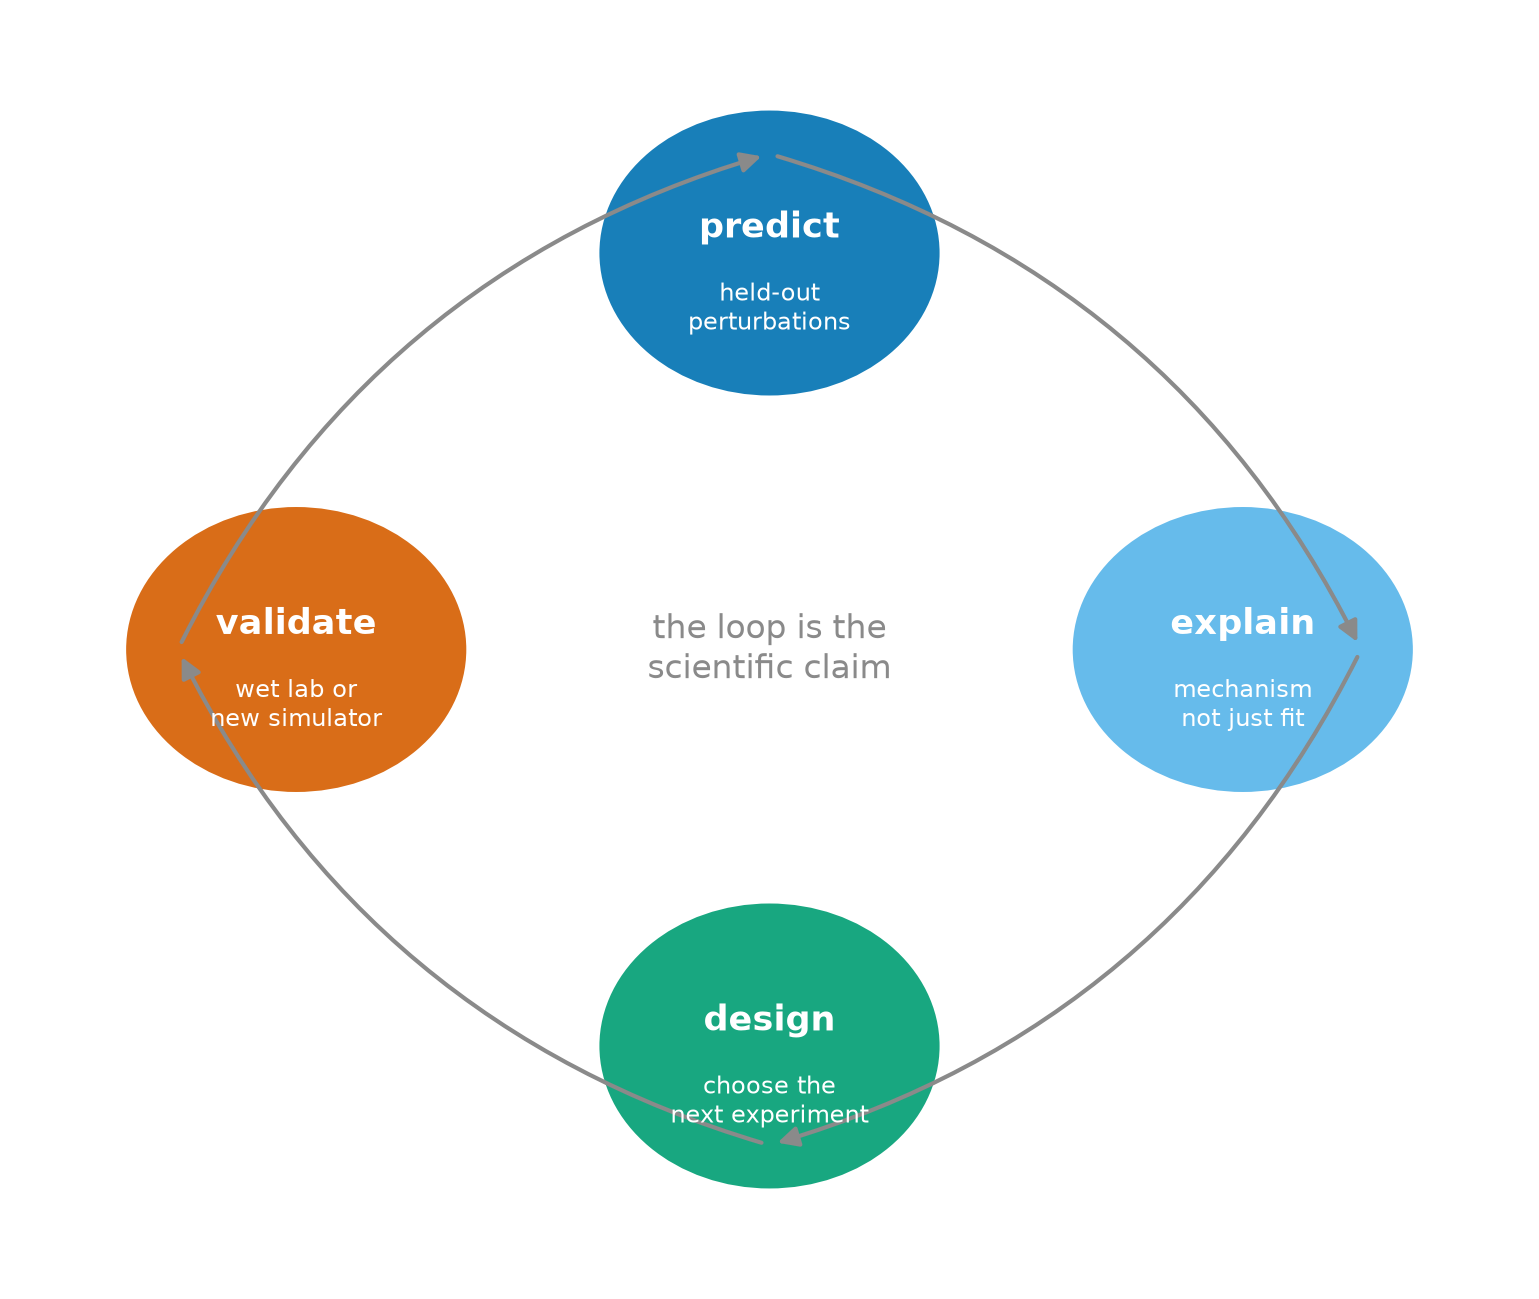 predict
held-out
perturbations
validate
wet lab or
new simulator
the loop is the
scientific claim
explain
mechanism
not just fit
design
choose the
next experiment